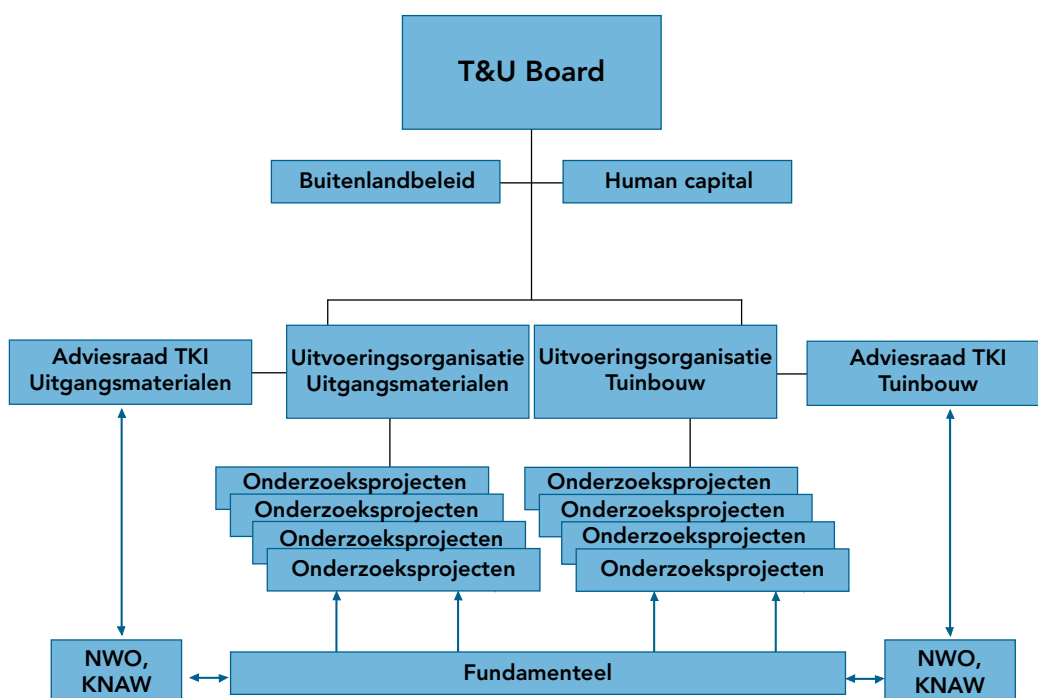 T&U Board
Buitenlandbeleid
Human capital
Adviesraad TKI
Uitgangsmaterialen
Uitvoeringsorganisatie
Uitgangsmaterialen
Uitvoeringsorganisatie
Tuinbouw
Adviesraad TKI
Tuinbouw
Onderzoeksprojecten
Onderzoeksprojecten
Onderzoeksprojecten
Onderzoeksprojecten
Onderzoeksprojecten
Onderzoeksprojecten
Onderzoeksprojecten
Onderzoeksprojecten
NWO,
KNAW
Fundamenteel
NWO,
KNAW